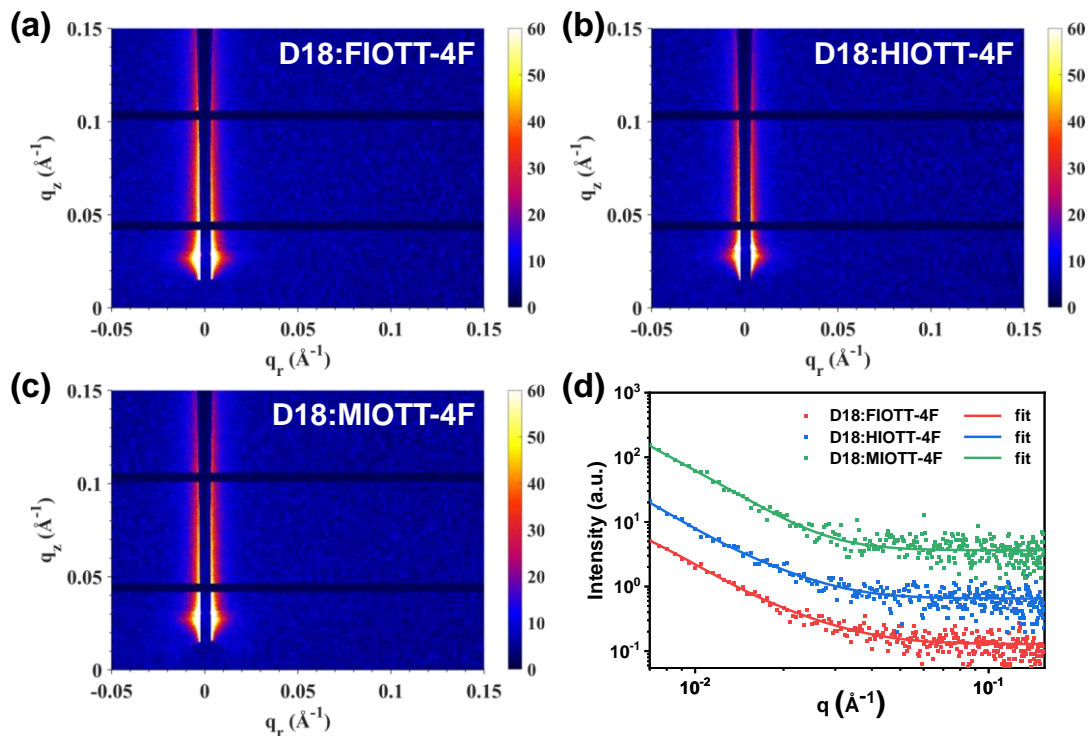 (a)
D18:FIOTT-4F
0.15
0.1
0.05
0
q_z (Å⁻¹)
-0.05 0 0.05 0.1 0.15
q_r (Å⁻¹)
60
50
40
30
20
10
0
(b)
D18:HIOTT-4F
0.15
0.1
0.05
0
q_z (Å⁻¹)
-0.05 0 0.05 0.1 0.15
q_r (Å⁻¹)
60
50
40
30
20
10
0
(c)
D18:MIOTT-4F
0.15
0.1
0.05
0
q_z (Å⁻¹)
-0.05 0 0.05 0.1 0.15
q_r (Å⁻¹)
60
50
40
30
20
10
0
(d)
D18:FIOTT-4F fit
D18:HIOTT-4F fit
D18:MIOTT-4F fit
10³
10²
10¹
10⁰
10⁻¹
Intensity (a.u.)
10⁻² 10⁻¹
q (Å⁻¹)